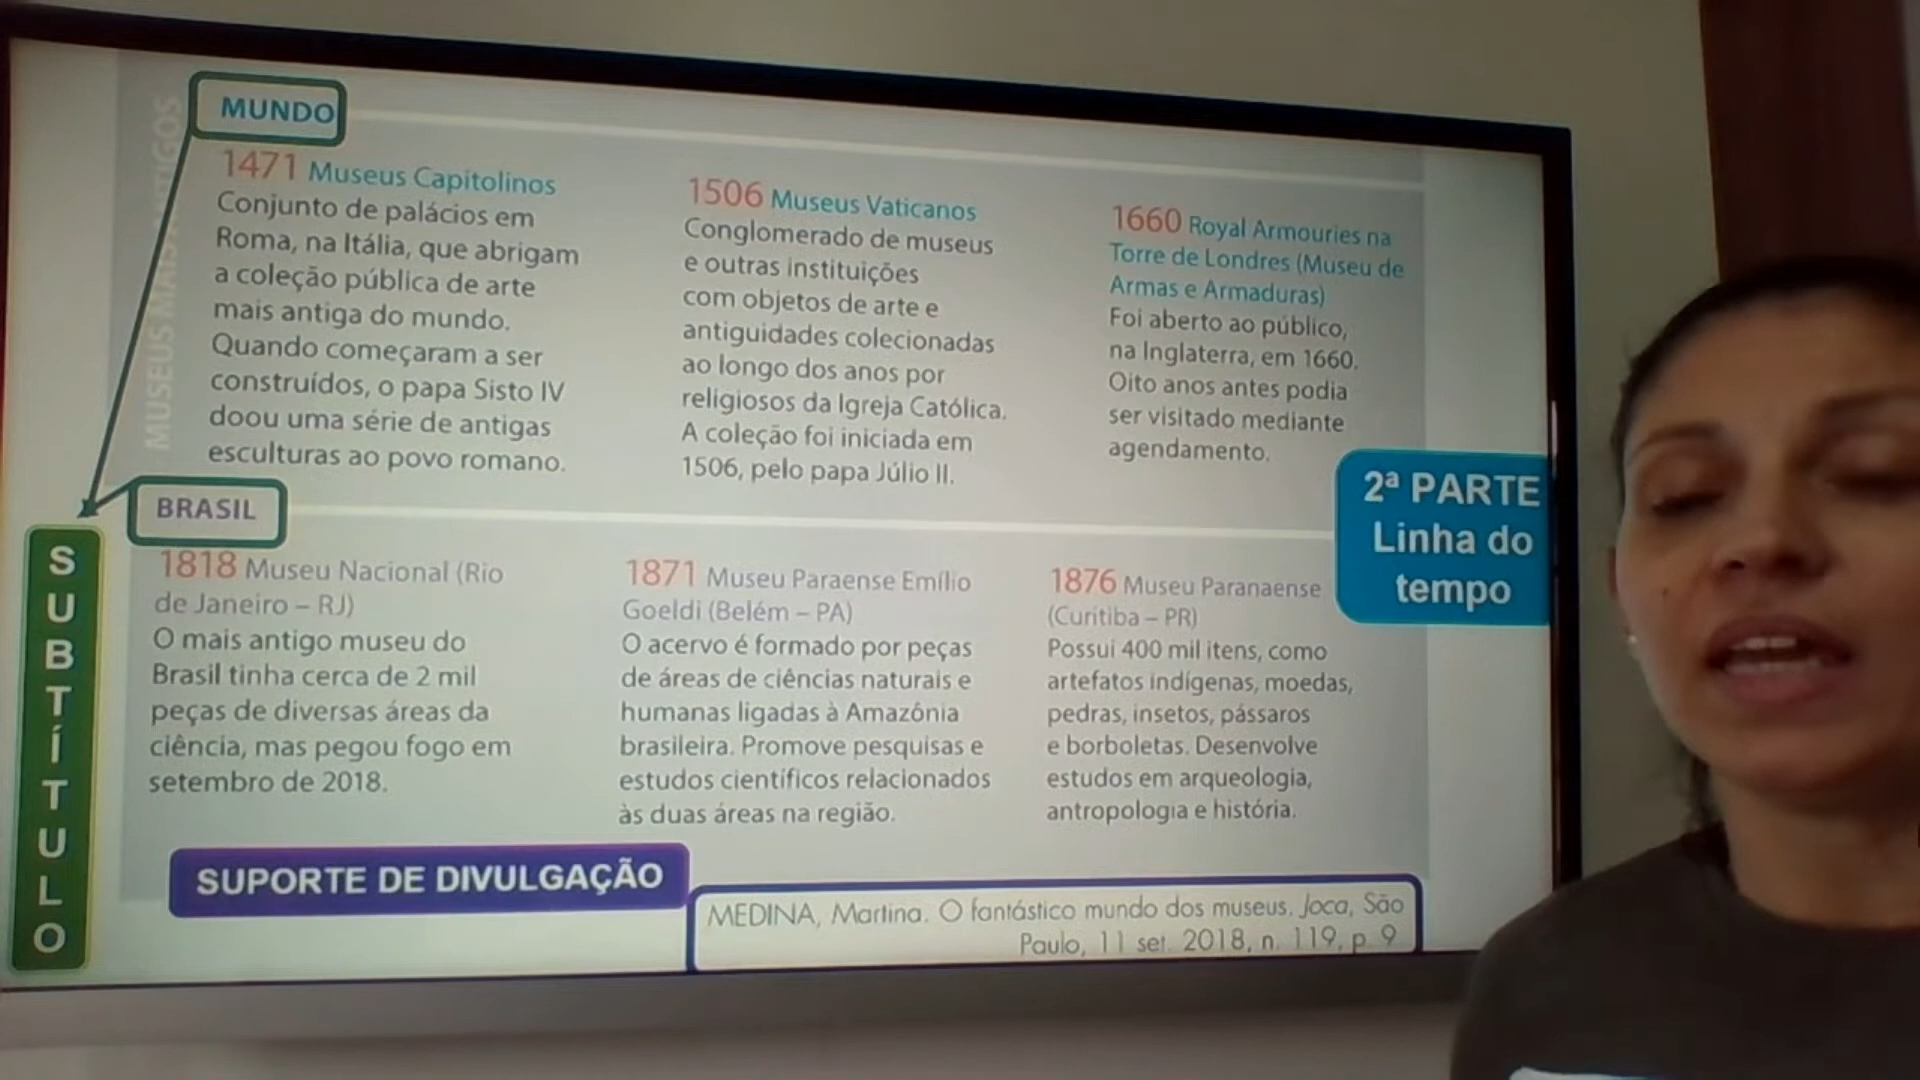 MUSEUS MAIS ANTIGOS
MUNDO
1471 Museus Capitolinos
Conjunto de palácios em
Roma, na Itália, que abrigam
a coleção pública de arte
mais antiga do mundo.
Quando começaram a ser
construídos, o papa Sisto IV
doou uma série de antigas
esculturas ao povo romano.
1506 Museus Vaticanos
Conglomerado de museus
e outras instituições
com objetos de arte e
antiguidades colecionadas
ao longo dos anos por
religiosos da Igreja Católica.
A coleção foi iniciada em
1506, pelo papa Júlio II.
1660 Royal Armouries na
Torre de Londres (Museu de
Armas e Armaduras)
Foi aberto ao público,
na Inglaterra, em 1660.
Oito anos antes podia
ser visitado mediante
agendamento.
2ª PARTE
Linha do
tempo
BRASIL
1818 Museu Nacional (Rio
de Janeiro – RJ)
O mais antigo museu do
Brasil tinha cerca de 2 mil
peças de diversas áreas da
ciência, mas pegou fogo em
setembro de 2018.
1871 Museu Paraense Emílio
Goeldi (Belém – PA)
O acervo é formado por peças
de áreas de ciências naturais e
humanas ligadas à Amazônia
brasileira. Promove pesquisas e
estudos científicos relacionados
às duas áreas na região.
1876 Museu Paranaense
(Curitiba – PR)
Possui 400 mil itens, como
artefatos indígenas, moedas,
pedras, insetos, pássaros
e borboletas. Desenvolve
estudos em arqueologia,
antropologia e história.
SUBTÍTULO
SUPORTE DE DIVULGAÇÃO
MEDINA, Martina. O fantástico mundo dos museus. Joca, São
Paulo, 11 set. 2018, n. 119, p. 9